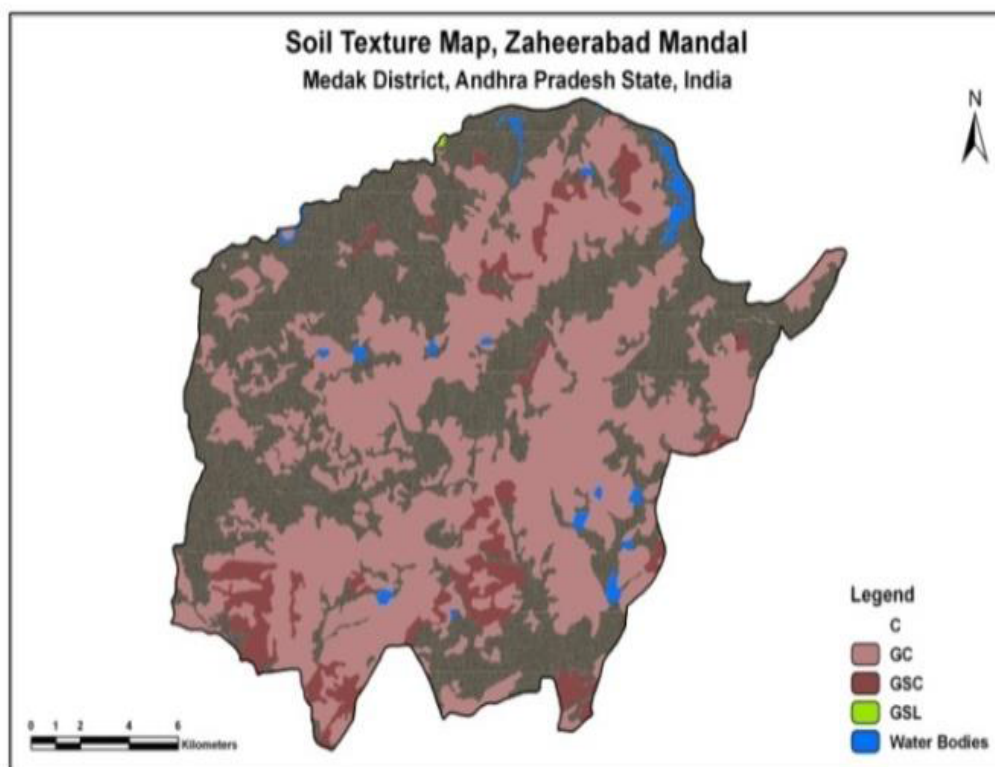 Soil Texture Map, Zaheerabad Mandal
Medak District, Andhra Pradesh State, India
N
Legend
C
GC
GSC
GSL
Water Bodies
0 1 2 4 6
Kilometers